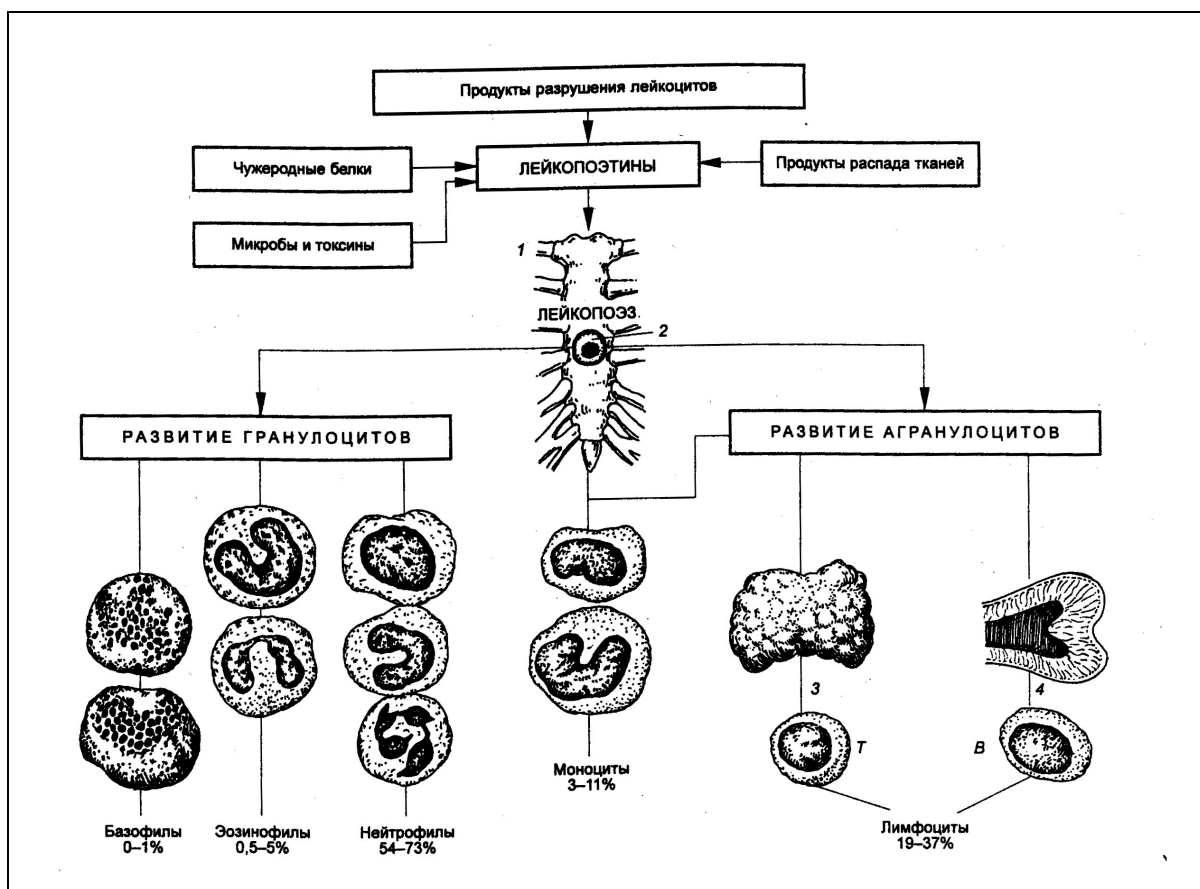 Продукты разрушения лейкоцитов
Чужеродные белки
ЛЕЙКОПОЭТИНЫ
Продукты распада тканей
Микробы и токсины
1
ЛЕЙКОПОЭЗ
2
РАЗВИТИЕ ГРАНУЛОЦИТОВ
РАЗВИТИЕ АГРАНУЛОЦИТОВ
3
4
Т
В
Моноциты
3–11%
Базофилы
0–1%
Эозинофилы
0,5–5%
Нейтрофилы
54–73%
Лимфоциты
19–37%